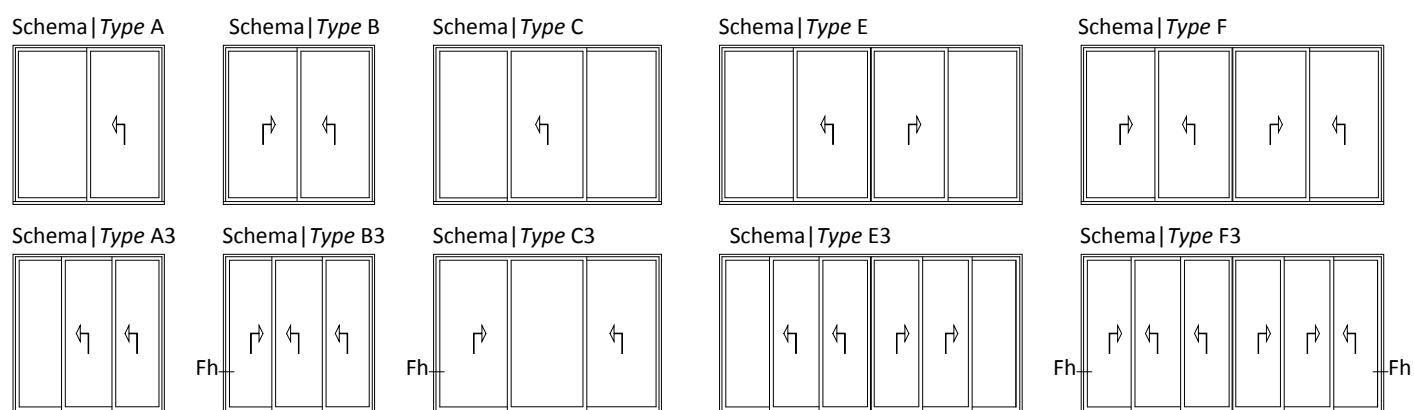 Schema|Type A
Schema|Type B
Schema|Type C
Schema|Type E
Schema|Type F
Schema|Type A3
Schema|Type B3
Schema|Type C3
Schema|Type E3
Schema|Type F3
Fh
Fh
Fh
Fh